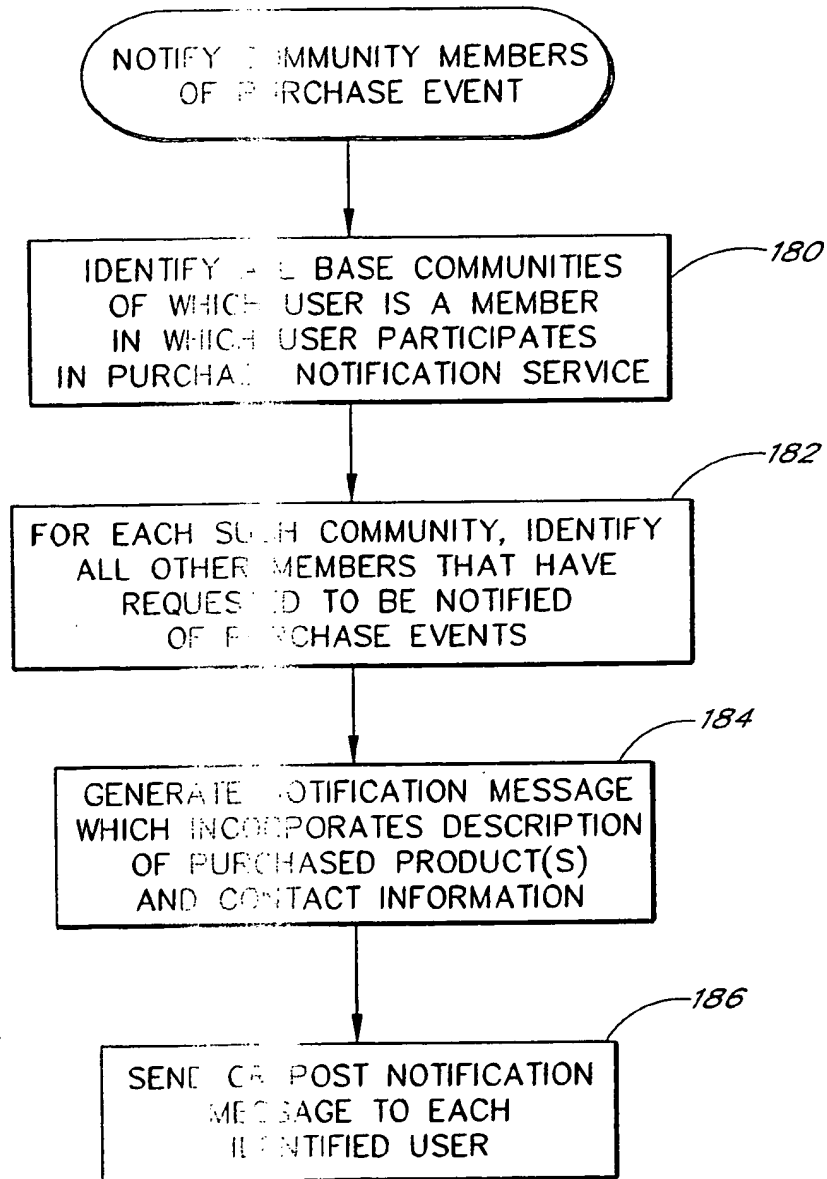 NOTIFY COMMUNITY MEMBERS
OF PURCHASE EVENT
180
IDENTIFY ALL BASE COMMUNITIES
OF WHICH USER IS A MEMBER
IN WHICH USER PARTICIPATES
IN PURCHASE NOTIFICATION SERVICE
182
FOR EACH SUCH COMMUNITY, IDENTIFY
ALL OTHER MEMBERS THAT HAVE
REQUESTED TO BE NOTIFIED
OF PURCHASE EVENTS
184
GENERATE NOTIFICATION MESSAGE
WHICH INCORPORATES DESCRIPTION
OF PURCHASED PRODUCT(S)
AND CONTACT INFORMATION
186
SEND OR POST NOTIFICATION
MESSAGE TO EACH
IDENTIFIED USER